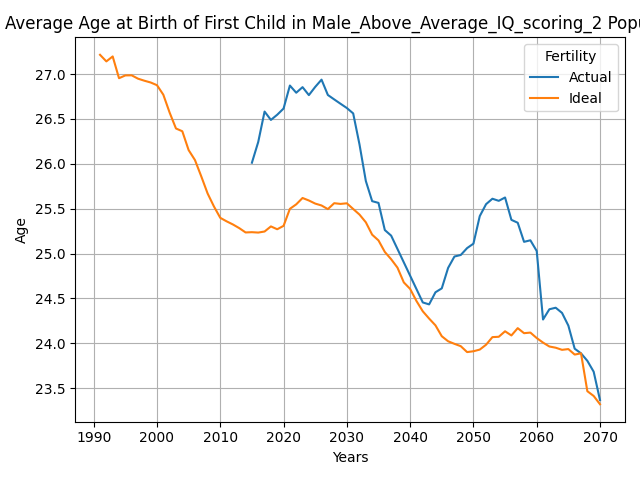 Average Age at Birth of First Child in Male_Above_Average_IQ_scoring_2 Popu
Fertility
Actual
Ideal
27.0
26.5
26.0
25.5
25.0
24.5
24.0
23.5
Age
1990 2000 2010 2020 2030 2040 2050 2060 2070
Years